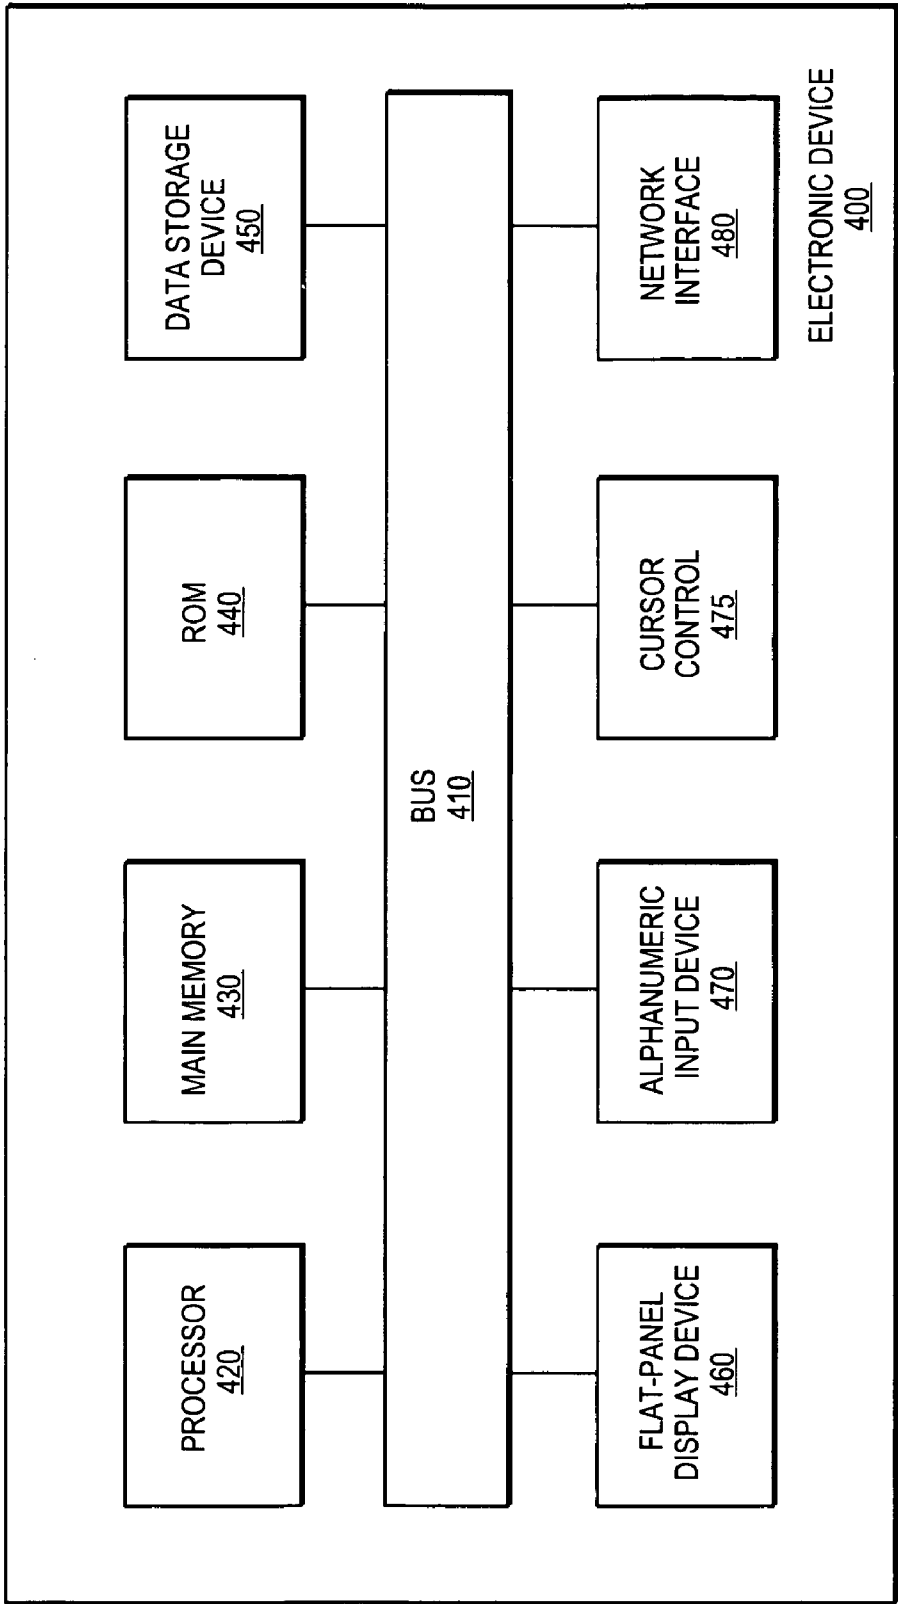 PROCESSOR
420
MAIN MEMORY
430
ROM
440
DATA STORAGE
DEVICE
450
BUS
410
FLAT-PANEL
DISPLAY DEVICE
460
ALPHANUMERIC
INPUT DEVICE
470
CURSOR
CONTROL
475
NETWORK
INTERFACE
480
ELECTRONIC DEVICE
400